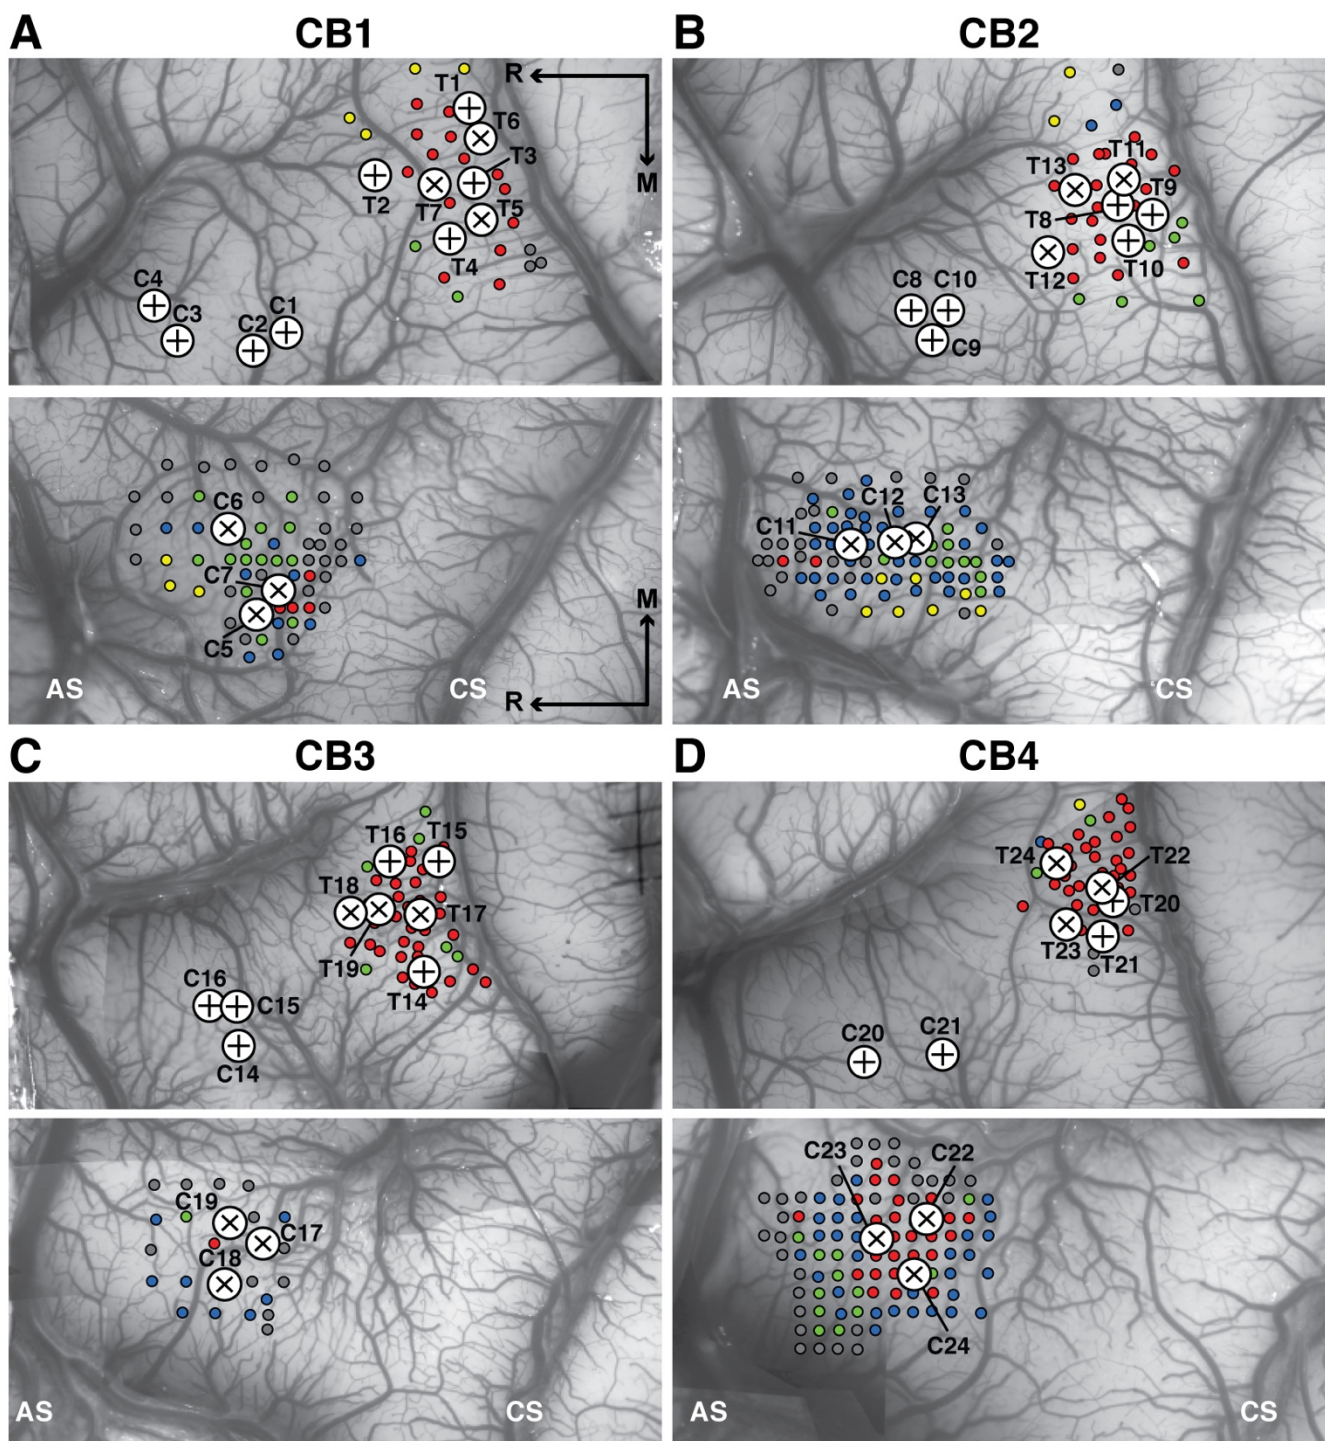 A CB1
B CB2
R
M
T1
T6
T3
T2
T7
T5
T4
C4
C3
C1
C2
T11
T13
T9
T8
T10
T12
C8 C10
C9
C6
C7
C5
M
R
AS
CS
C12 C13
C11
AS
CS
C CB3
D CB4
T16 T15
T18
T17
T19
T14
C16
C15
C14
T24
T22
T20
T23
T21
C20
C21
C19
C17
C18
AS
CS
C23
C22
C24
AS
CS